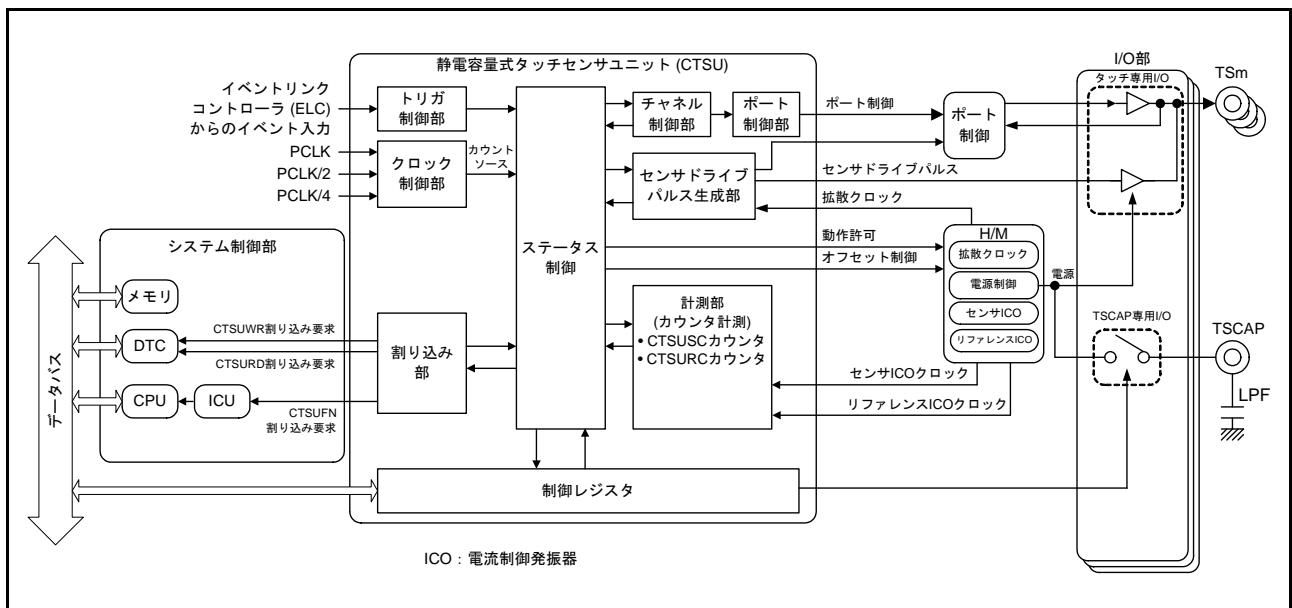 静電容量式タッチセンサユニット (CTSU)
イベントリンク
コントローラ (ELC)
からのイベント入力
PCLK
PCLK/2
PCLK/4
トリガ
制御部
クロック
制御部
カウント
ソース
ステータス
制御
チャネル
制御部
ポート
制御部
ポート制御
ポート
制御
センサドライブ
パルス生成部
センサドライブパルス
拡散クロック
動作許可
オフセット制御
H/M
拡散クロック
電源制御
センサICO
リファレンスICO
電源
I/O部
タッチ専用I/O
TSm
TSCAP専用I/O
TSCAP
LPF
計測部
(カウンタ計測)
• CTSUSCカウンタ
• CTSURCカウンタ
センサICOクロック
リファレンスICOクロック
システム制御部
メモリ
DTC
CPU
ICU
データバス
CTSUWR割り込み要求
CTSURD割り込み要求
CTSUFN
割り込み要求
割り込み
部
制御レジスタ
ICO：電流制御発振器